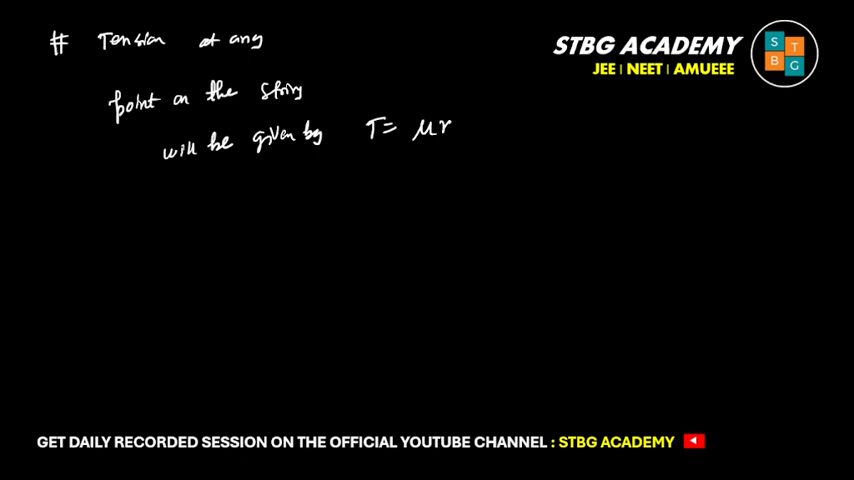 # Tension at any
point on the string
will be given by T = μr
STBG ACADEMY
JEE | NEET | AMUEEE
S T
B G
GET DAILY RECORDED SESSION ON THE OFFICIAL YOUTUBE CHANNEL : STBG ACADEMY